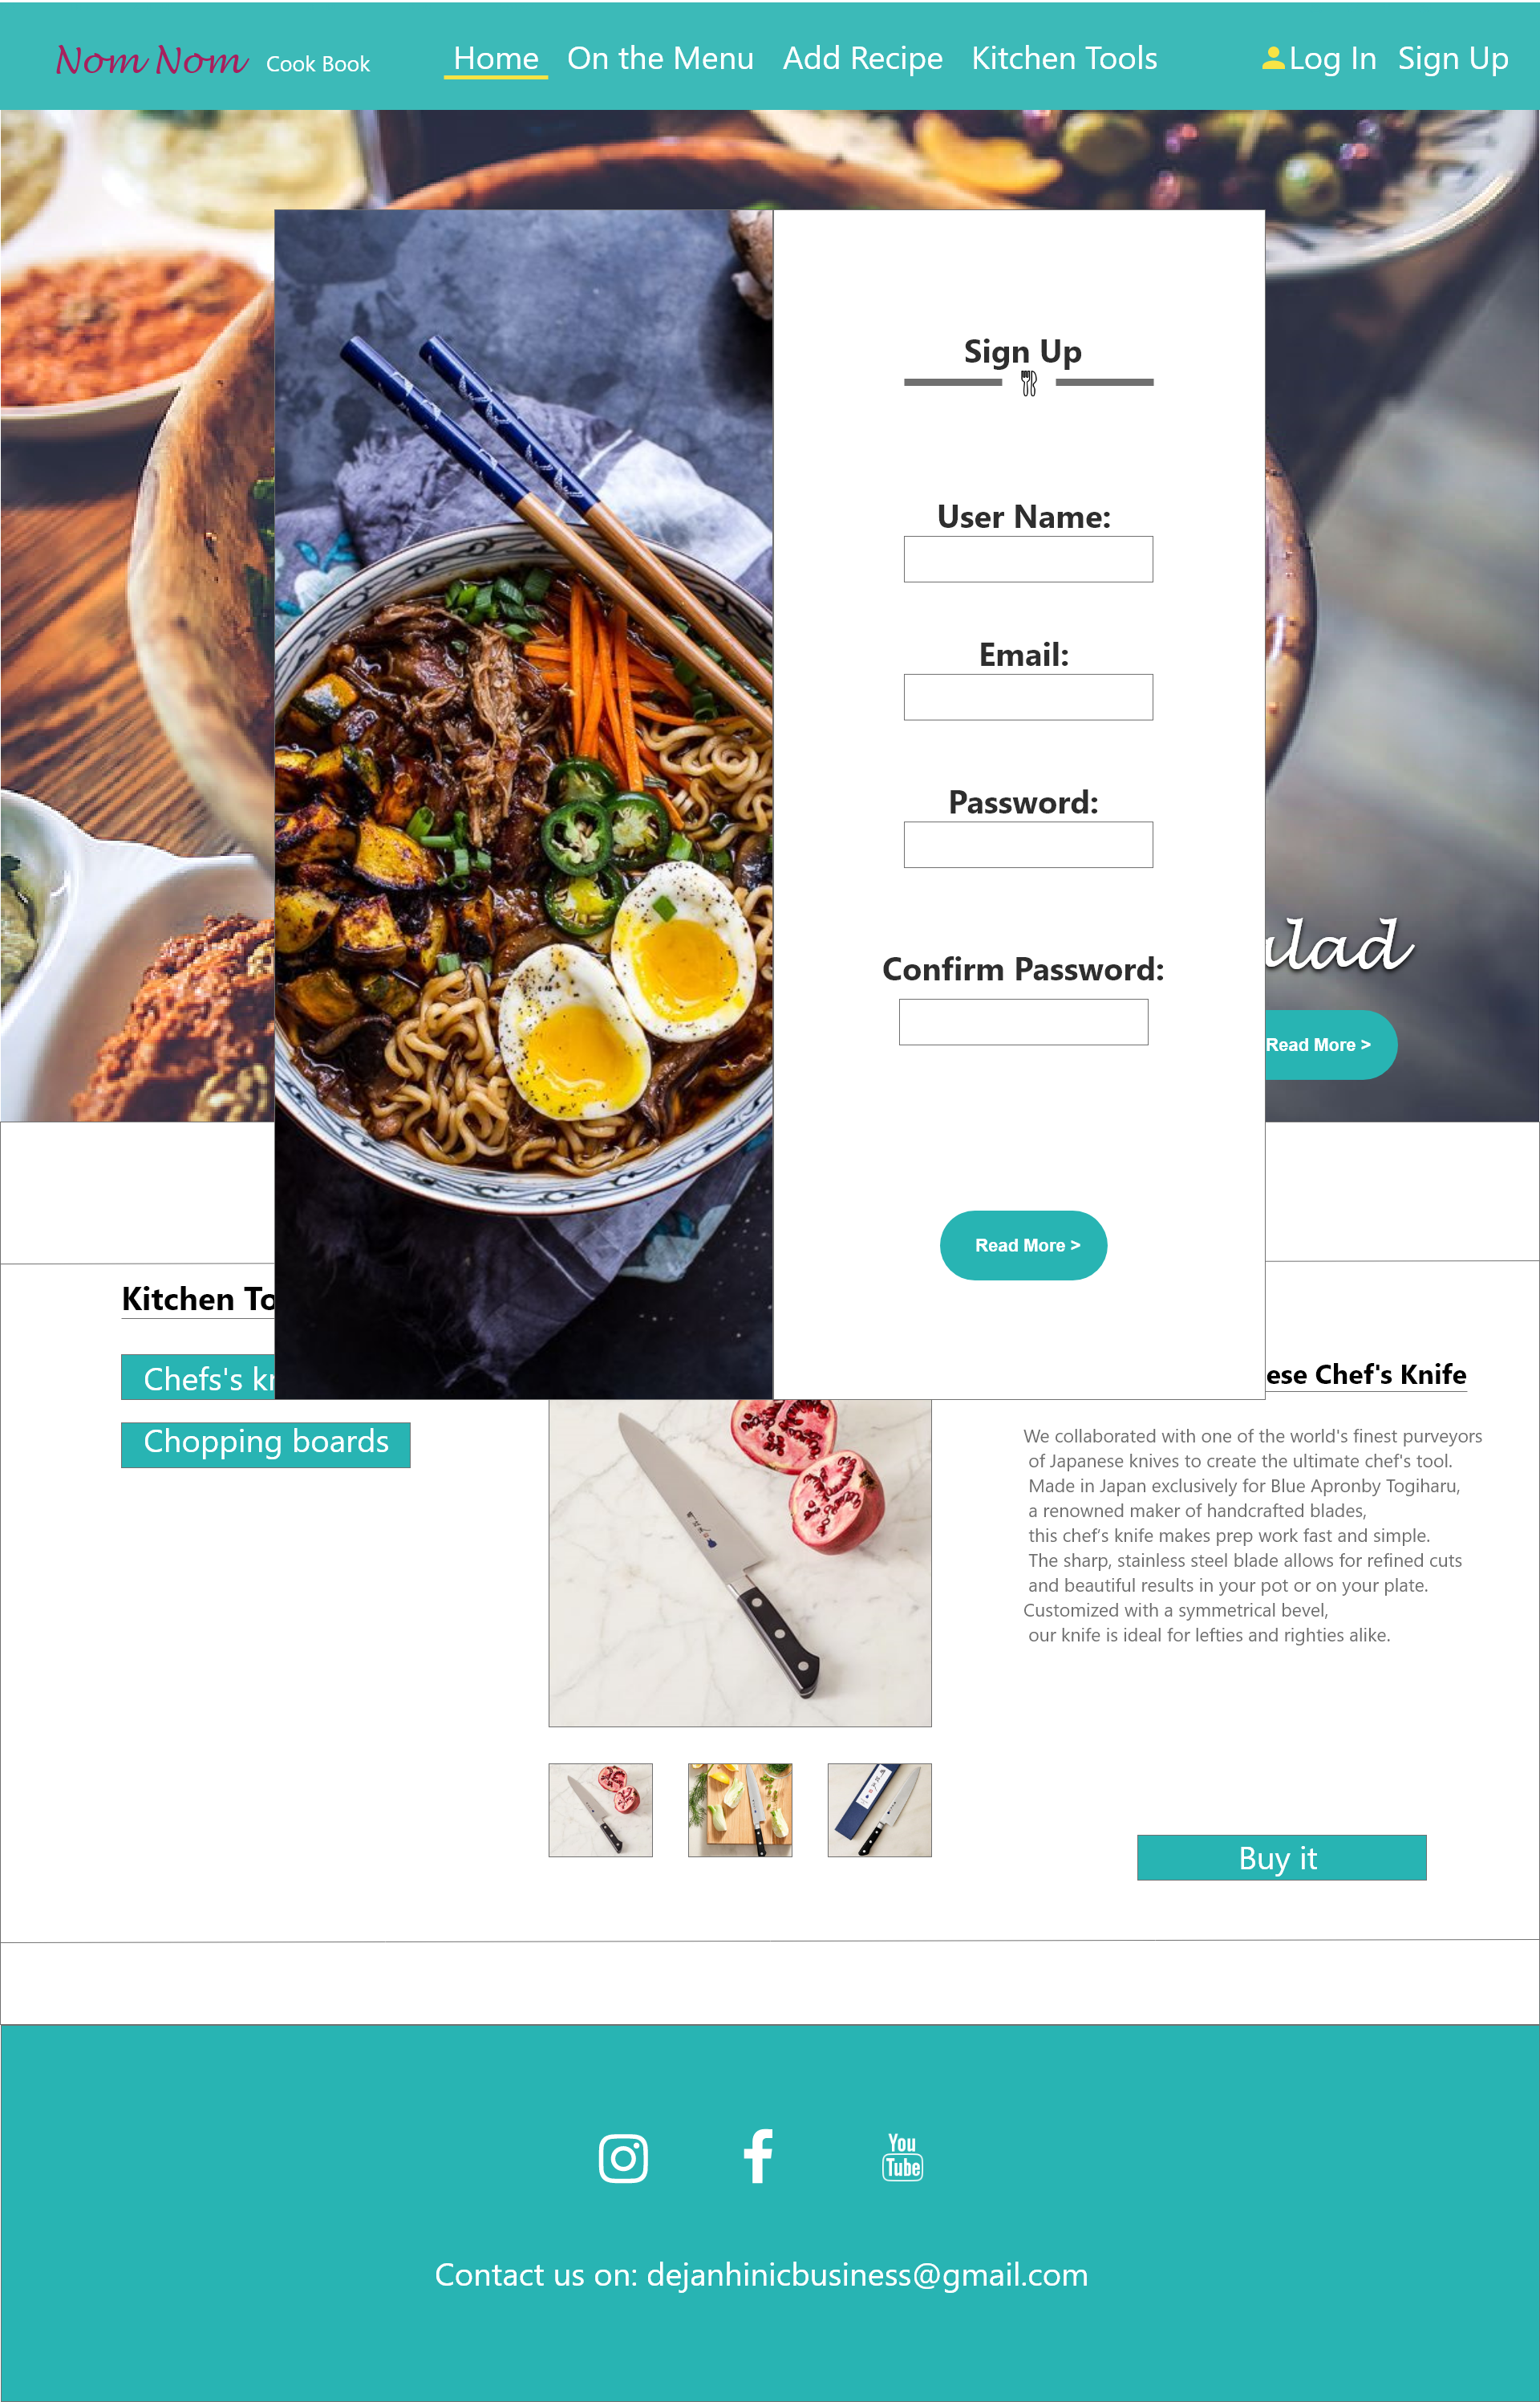 Nom Nom Cook Book
Home On the Menu Add Recipe Kitchen Tools
Log In Sign Up
Sign Up
User Name:
Email:
Password:
Confirm Password:
Read More >
Read More >
Kitchen
Chefs's
Chopping boards
Chef's Knife
We collaborated with one of the world's finest purveyors
of Japanese knives to create the ultimate chef's tool.
Made in Japan exclusively for Blue Apronby Togiharu,
a renowned maker of handcrafted blades,
this chef’s knife makes prep work fast and simple.
The sharp, stainless steel blade allows for refined cuts
and beautiful results in your pot or on your plate.
Customized with a symmetrical bevel,
our knife is ideal for lefties and righties alike.
Buy it
You
Tube
Contact us on: dejanhinicbusiness@gmail.com